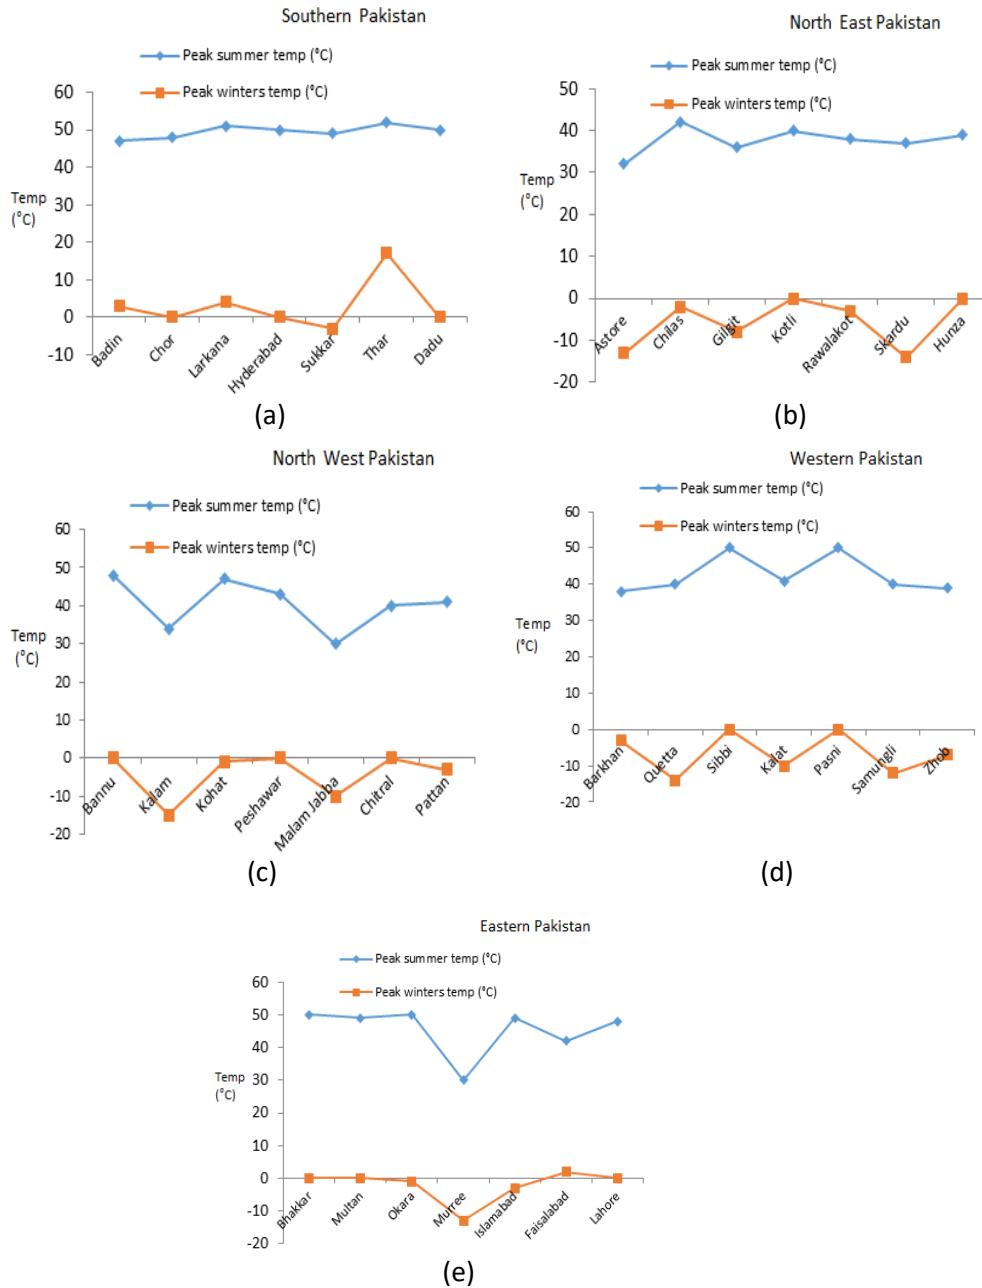 Southern Pakistan
Peak summer temp (°C)
Peak winters temp (°C)
60
50
40
30
20
10
0
-10
Temp
(°C)
Badin
Chor
Larkana
Hyderabad
Sukkar
Thar
Dadu
(a)
North East Pakistan
Peak summer temp (°C)
Peak winters temp (°C)
50
40
30
20
10
0
-10
-20
Temp
(°C)
Astore
Chilas
Gilgit
Kotli
Rawalakot
Skardu
Hunza
(b)
North West Pakistan
Peak summer temp (°C)
Peak winters temp (°C)
60
50
40
30
20
10
0
-10
-20
Temp
(°C)
Bannu
Kalam
Kohat
Peshawar
Malam Jabba
Chitral
Pattan
(c)
Western Pakistan
Peak summer temp (°C)
Peak winters temp (°C)
60
50
40
30
20
10
0
-10
-20
Temp
(°C)
Barkhan
Quetta
Sibbi
Kalat
Pasni
Samungli
Zhob
(d)
Eastern Pakistan
Peak summer temp (°C)
Peak winters temp (°C)
60
50
40
30
20
10
0
-10
-20
Temp
(°C)
Bhakkar
Multan
Okara
Murree
Islamabad
Faisalabad
Lahore
(e)